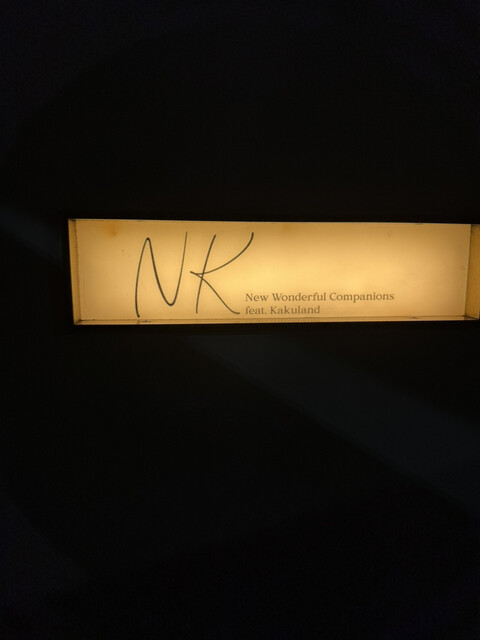 NK
New Wonderful Companions
feat. Kakuland